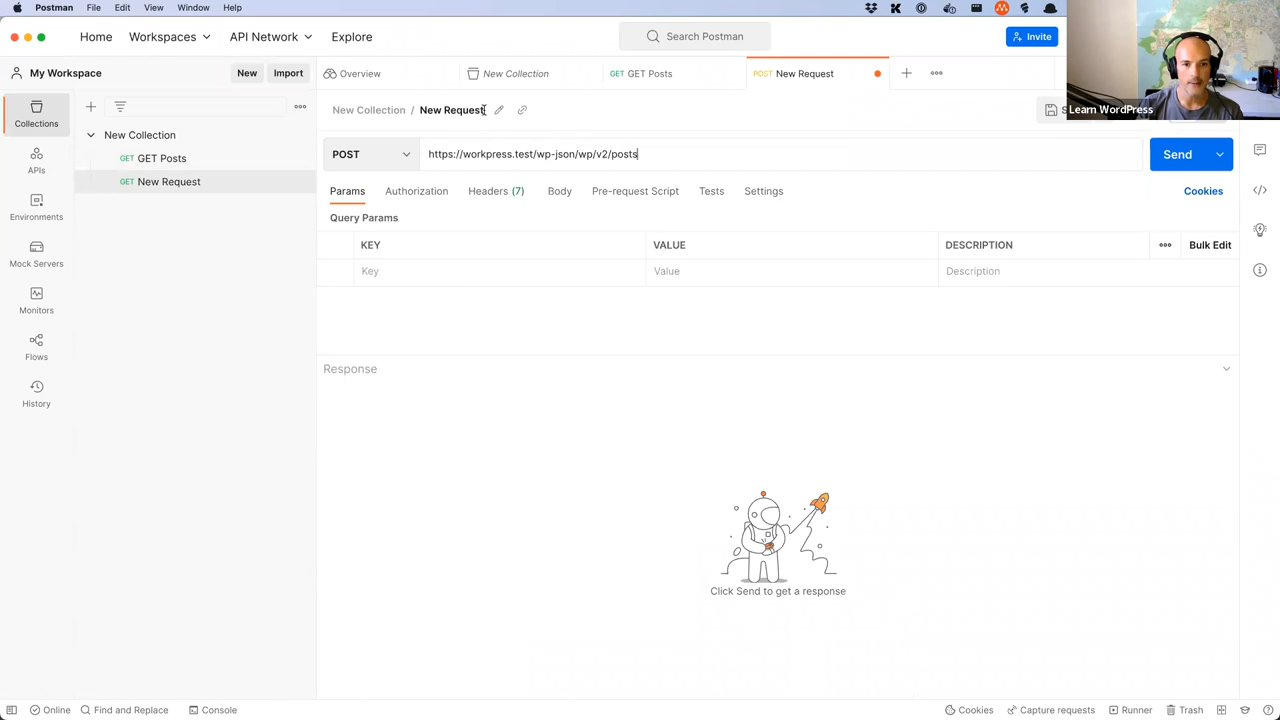 Postman File Edit View Window Help
Home Workspaces API Network Explore Search Postman Invite
My Workspace New Import Overview New Collection GET GET Posts POST New Request
Learn WordPress
New Collection / New Request
Collections
New Collection
GET GET Posts
GET New Request
POST https://workpress.test/wp-json/wp/v2/posts Send
APIs
Params Authorization Headers (7) Body Pre-request Script Tests Settings Cookies
Environments
Query Params
KEY VALUE DESCRIPTION Bulk Edit
Key Value Description
Mock Servers
Monitors
Flows
History
Response
Click Send to get a response
Online Find and Replace Console Cookies Capture requests Runner Trash